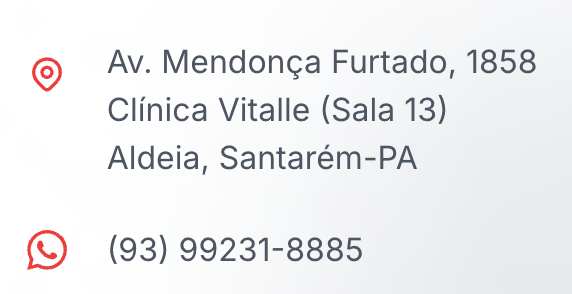 Av. Mendonça Furtado, 1858
Clínica Vitalle (Sala 13)
Aldeia, Santarém-PA
(93) 99231-8885